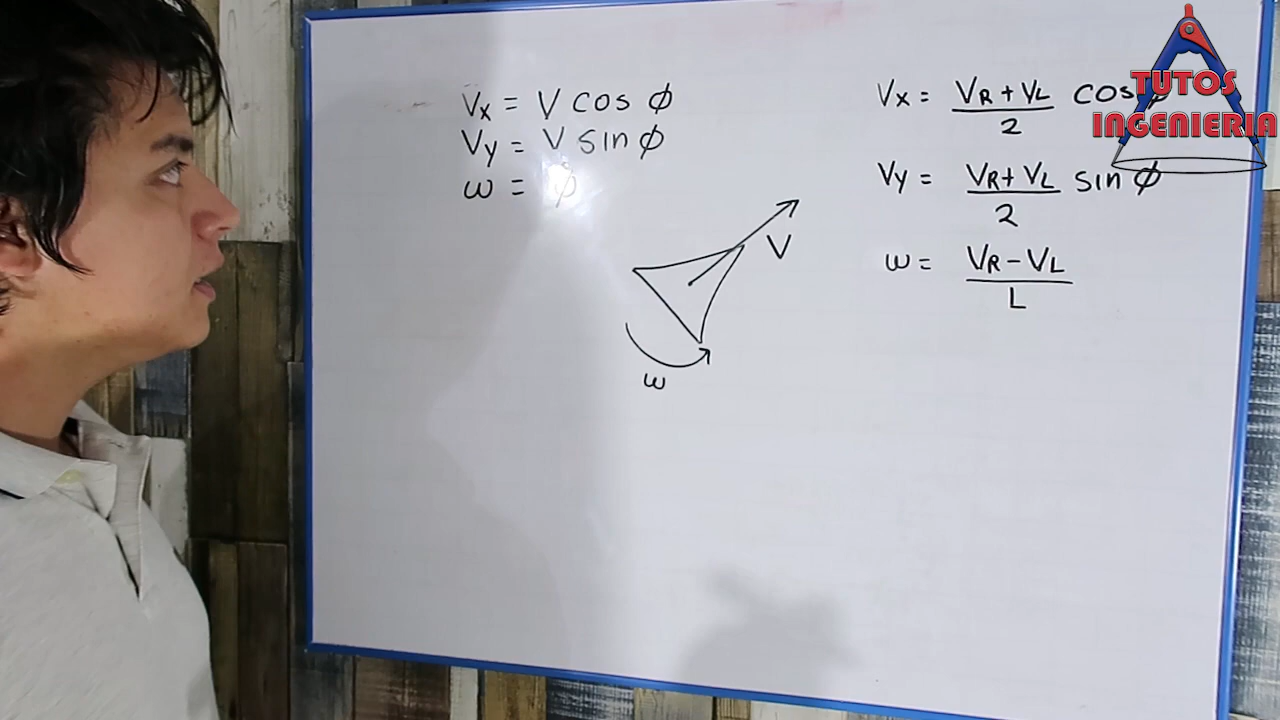 Vx = V cos ϕ
Vy = V sin ϕ
ω = ϕ
V
ω
Vx = (VR + VL)/2 cos ϕ
Vy = (VR + VL)/2 sin ϕ
ω = (VR - VL)/L
TUTOS
INGENIERIA